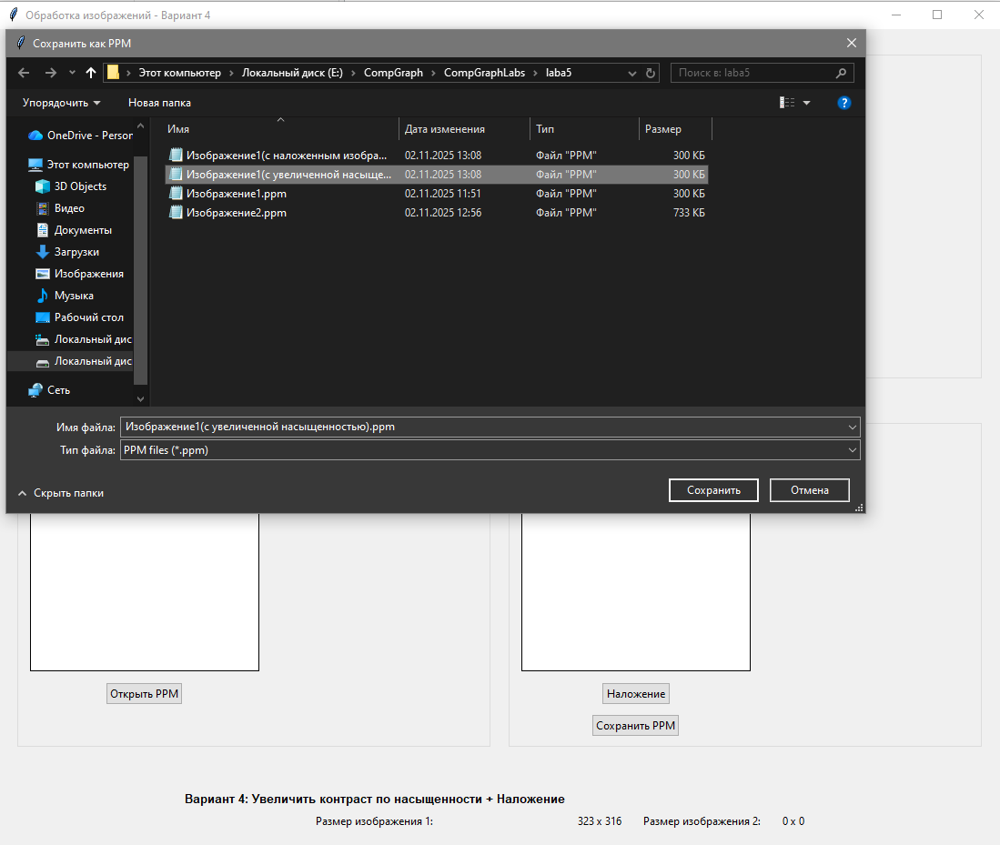 Обработка изображений - Вариант 4
Сохранить как PPM
Этот компьютер › Локальный диск (E:) › CompGraph › CompGraphLabs › laba5
Поиск в: laba5
Упорядочить
Новая папка
Имя
Дата изменения
Тип
Размер
OneDrive - Persor
Этот компьютер
3D Objects
Видео
Документы
Загрузки
Изображения
Музыка
Рабочий стол
Локальный дис
Локальный дис
Сеть
Изображение1(с наложенным изобра... 02.11.2025 13:08 Файл "PPM" 300 КБ
Изображение1(с увеличенной насыще... 02.11.2025 13:08 Файл "PPM" 300 КБ
Изображение1.ppm 02.11.2025 11:51 Файл "PPM" 300 КБ
Изображение2.ppm 02.11.2025 12:56 Файл "PPM" 733 КБ
Имя файла: Изображение1(с увеличенной насыщенностью).ppm
Тип файла: PPM files (*.ppm)
Скрыть папки
Сохранить
Отмена
Открыть PPM
Наложение
Сохранить PPM
Вариант 4: Увеличить контраст по насыщенности + Наложение
Размер изображения 1: 323 x 316 Размер изображения 2: 0 x 0